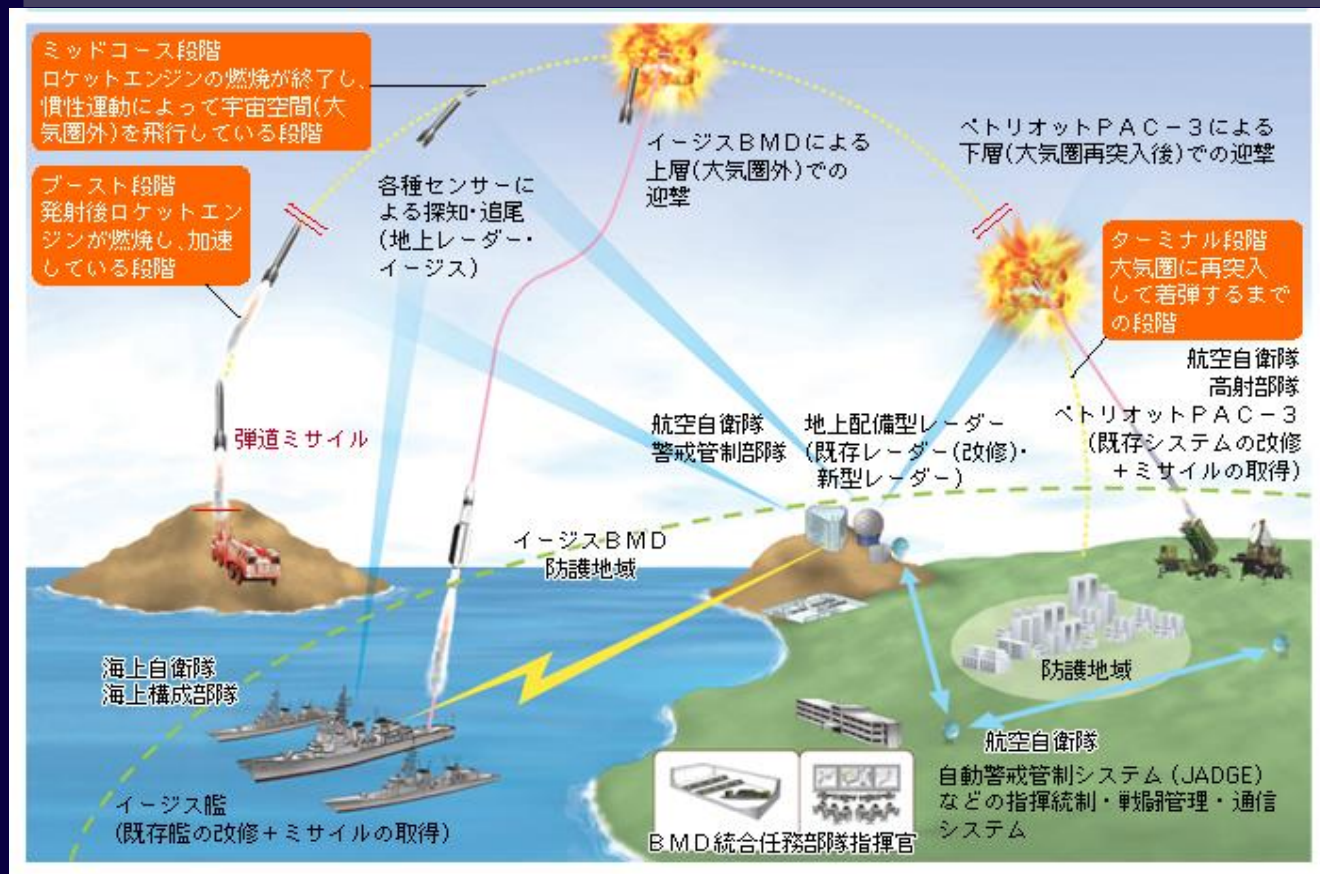 ミッドコース段階
ロケットエンジンの燃焼が終了し、
慣性運動によって宇宙空間(大
気圏外)を飛行している段階
ブースト段階
発射後ロケットエン
ジンが燃焼し、加速
している段階
各種センサーに
よる探知・追尾
(地上レーダー・
イージス)
イージスBMDによる
上層(大気圏外)での
迎撃
ペトリオットPAC-3による
下層(大気圏再突入後)での迎撃
ターミナル段階
大気圏に再突入
して着弾するまで
の段階
航空自衛隊
高射部隊
ペトリオットPAC-3
(既存システムの改修
+ミサイルの取得)
弾道ミサイル
航空自衛隊
警戒管制部隊
地上配備型レーダー
(既存レーダー(改修)・
新型レーダー)
イージスBMD
防護地域
海上自衛隊
海上構成部隊
防護地域
イージス艦
(既存艦の改修+ミサイルの取得)
BMD統合任務部隊指揮官
航空自衛隊
自動警戒管制システム(JADGE)
などの指揮統制・戦闘管理・通信
システム